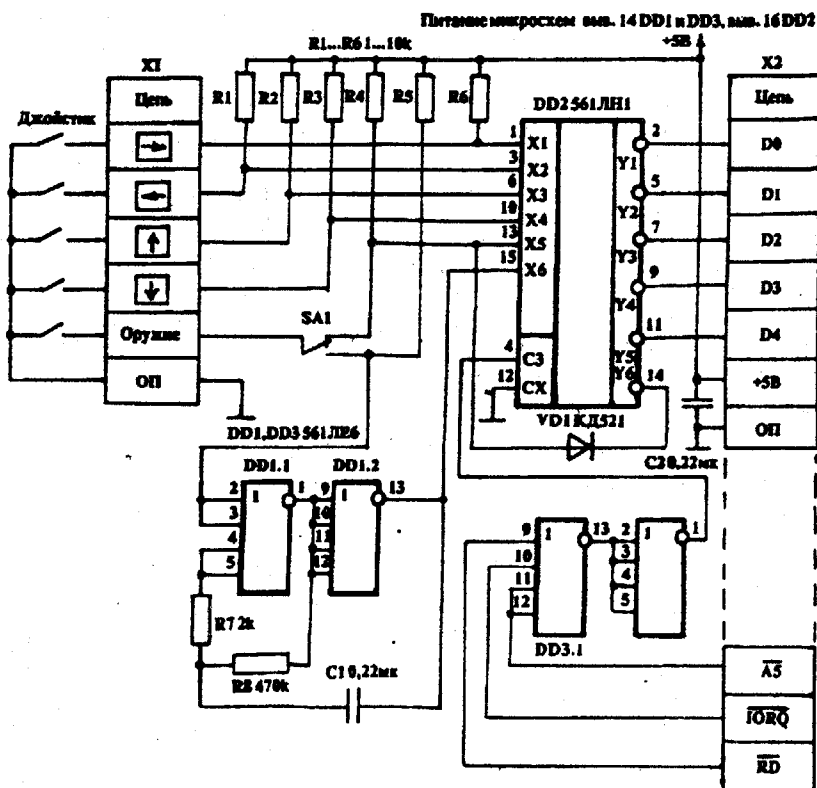 Питание микросхем выв. 14 DD1 и DD3, выв. 16 DD2
+5В
R1...R6 1...10k
X1
X2
Цепь
R1
R2
R3
R4
R5
R6
DD2 561ЛН1
Цепь
Джойстик
1
X1
2
D0
3
X2
Y1
6
X3
5
D1
10
X4
Y2
13
X5
7
D2
15
X6
Y3
9
D3
Y4
Оружие
SA1
11
D4
4
C3
Y5
Y6
14
12
CX
+5В
ОП
VD1 КД521
ОП
DD1, DD3 561ЛЕ6
C2 0,22мк
DD1.1
DD1.2
2
1
1
9
1
13
3
10
4
11
5
12
9
1
13
2
1
1
10
3
11
4
12
5
R7 2k
DD3.1
R8 470k
C1 0,22мк
A5
IORQ
RD